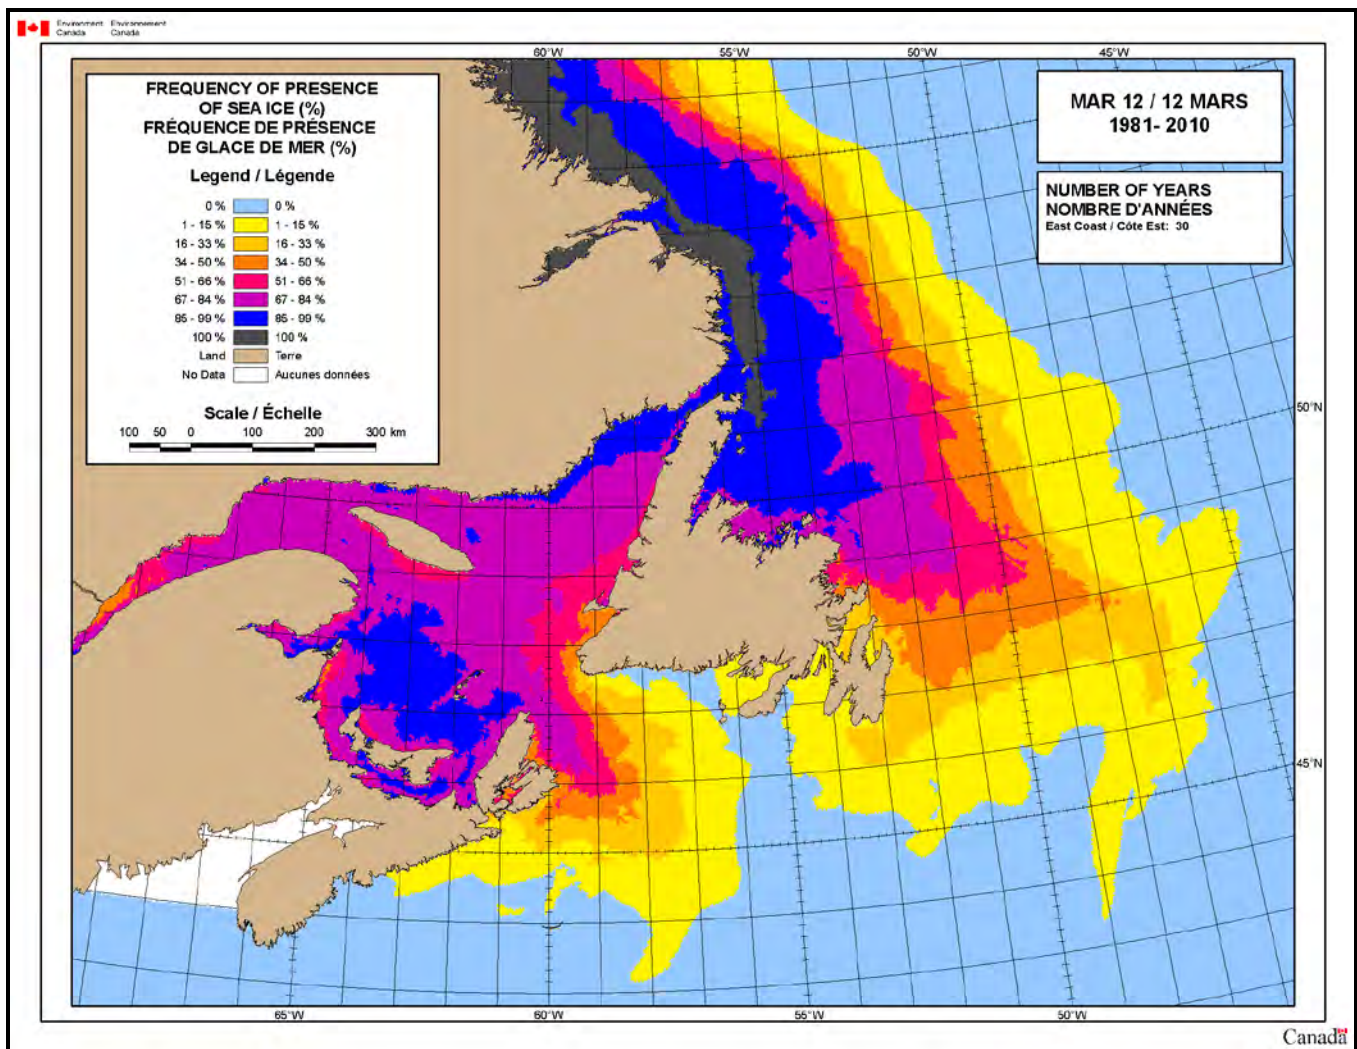 Environment Environnement
Canada Canada
60°W 55°W 50°W 45°W
FREQUENCY OF PRESENCE
OF SEA ICE (%)
FRÉQUENCE DE PRÉSENCE
DE GLACE DE MER (%)
Legend / Légende
0 % 0 %
1 - 15 % 1 - 15 %
16 - 33 % 16 - 33 %
34 - 50 % 34 - 50 %
51 - 66 % 51 - 66 %
67 - 84 % 67 - 84 %
85 - 99 % 85 - 99 %
100 % 100 %
Land Terre
No Data Aucunes données
Scale / Échelle
100 50 0 100 200 300 km
MAR 12 / 12 MARS
1981- 2010
NUMBER OF YEARS
NOMBRE D'ANNÉES
East Coast / Côte Est: 30
50°N
45°N
65°W 60°W 55°W 50°W
Canada